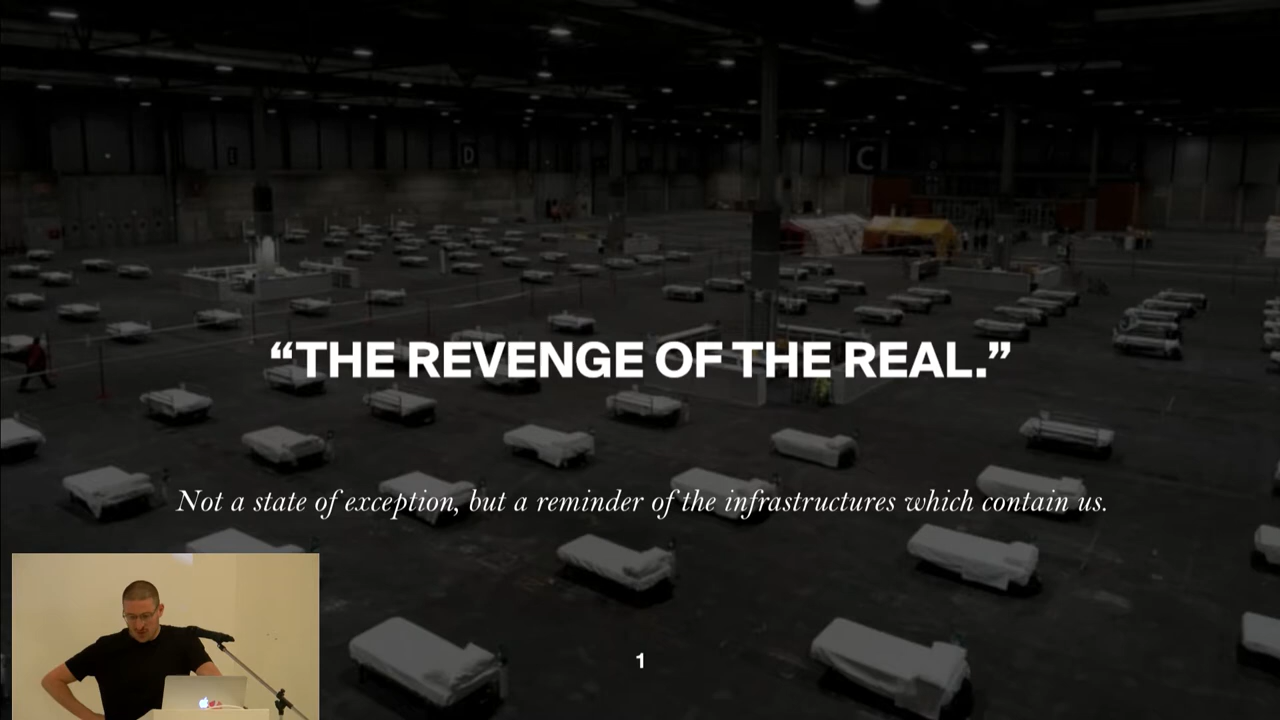 D
C
“THE REVENGE OF THE REAL.”
Not a state of exception, but a reminder of the infrastructures which contain us.
1